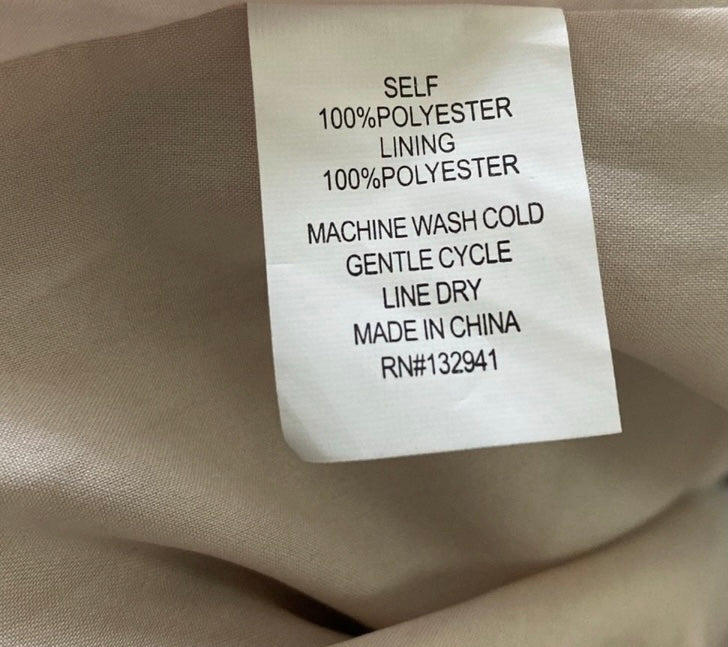 SELF
100%POLYESTER
LINING
100%POLYESTER
MACHINE WASH COLD
GENTLE CYCLE
LINE DRY
MADE IN CHINA
RN#132941